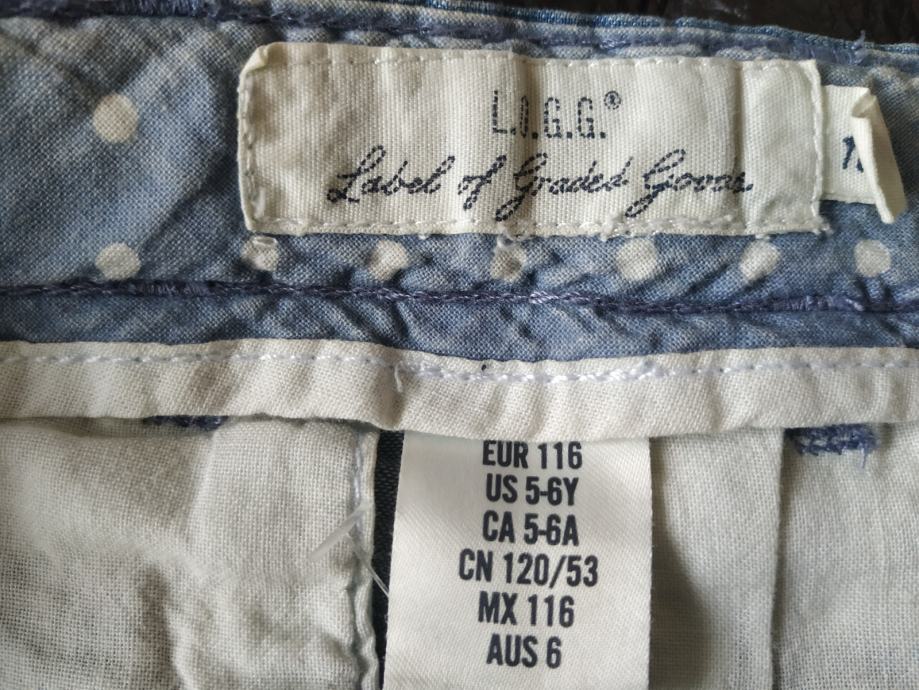 L.O.G.G.®
Label of Graded Goods
EUR 116
US 5-6Y
CA 5-6A
CN 120/53
MX 116
AUS 6